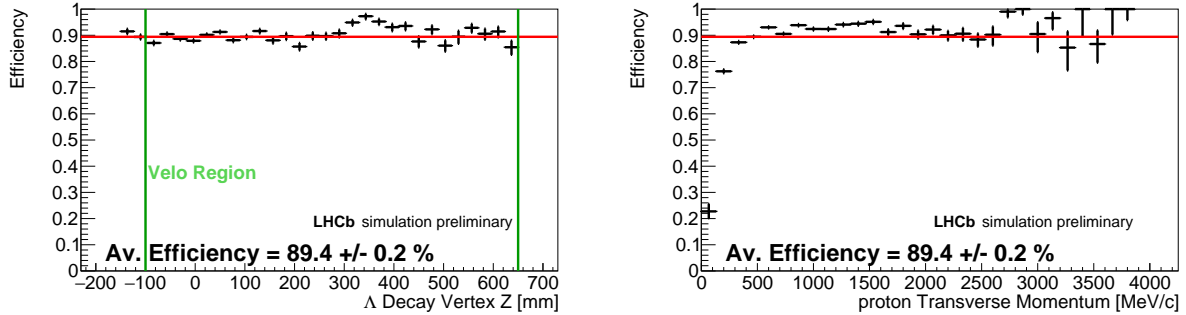 Efficiency
1
0.9
0.8
0.7
0.6
0.5
0.4
0.3
0.2
0.1
0
Velo Region
LHCb simulation preliminary
Av. Efficiency = 89.4 +/- 0.2 %
−200 −100 0 100 200 300 400 500 600 700
Λ Decay Vertex Z [mm]
Efficiency
1
0.9
0.8
0.7
0.6
0.5
0.4
0.3
0.2
0.1
0
LHCb simulation preliminary
Av. Efficiency = 89.4 +/- 0.2 %
0 500 1000 1500 2000 2500 3000 3500 4000
proton Transverse Momentum [MeV/c]